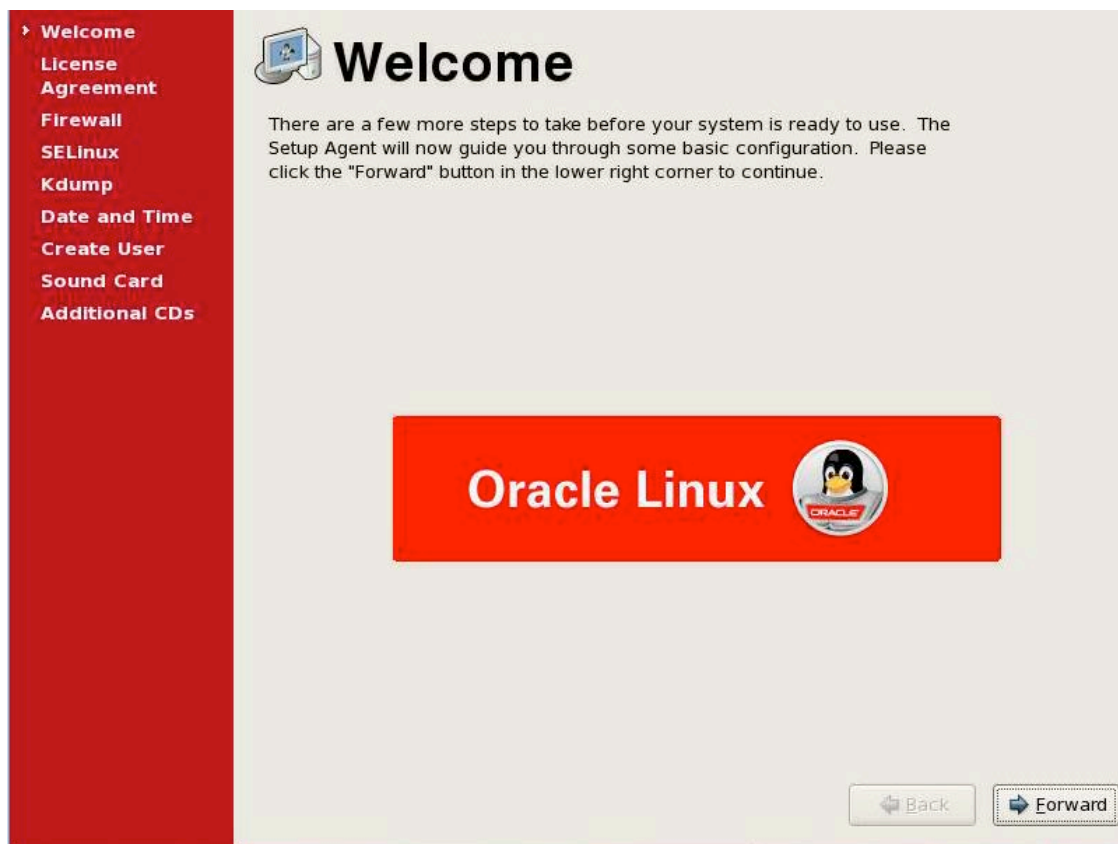 Welcome
License
Agreement
Firewall
SELinux
Kdump
Date and Time
Create User
Sound Card
Additional CDs
Welcome
There are a few more steps to take before your system is ready to use. The
Setup Agent will now guide you through some basic configuration. Please
click the "Forward" button in the lower right corner to continue.
Oracle Linux
ORACLE
Back
Forward